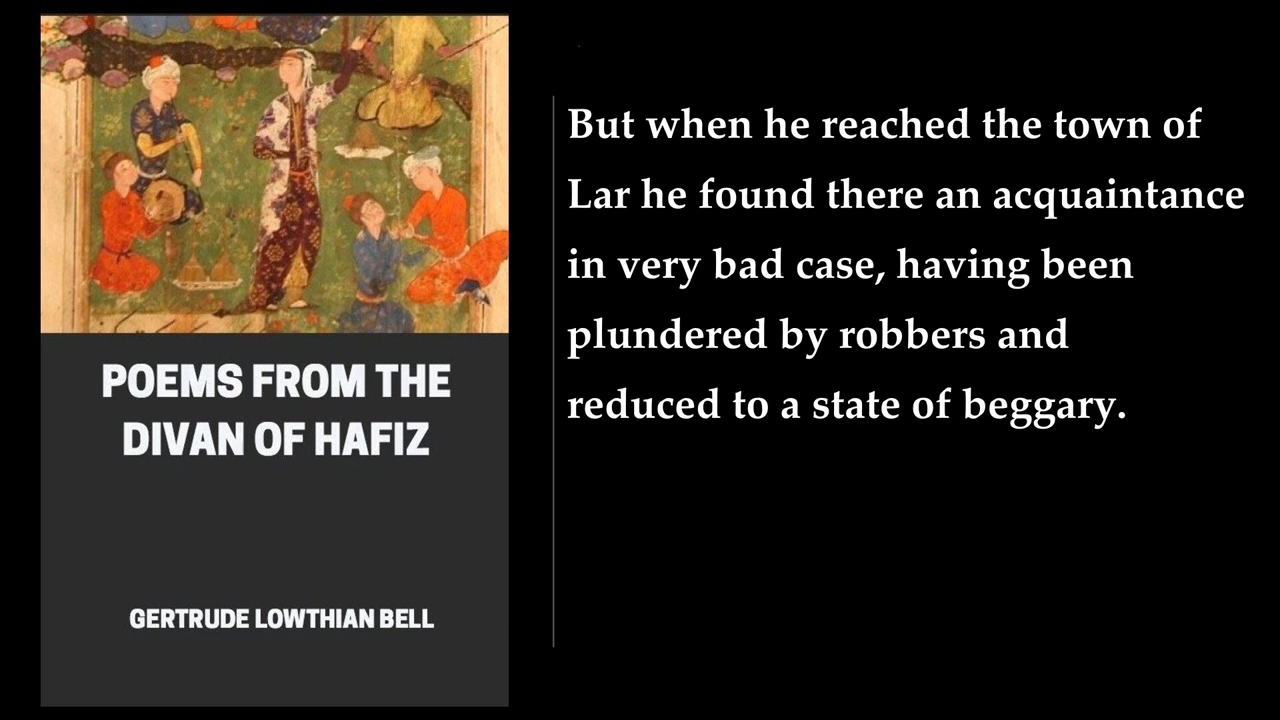 POEMS FROM THE
DIVAN OF HAFIZ
GERTRUDE LOWTHIAN BELL
But when he reached the town of
Lar he found there an acquaintance
in very bad case, having been
plundered by robbers and
reduced to a state of beggary.